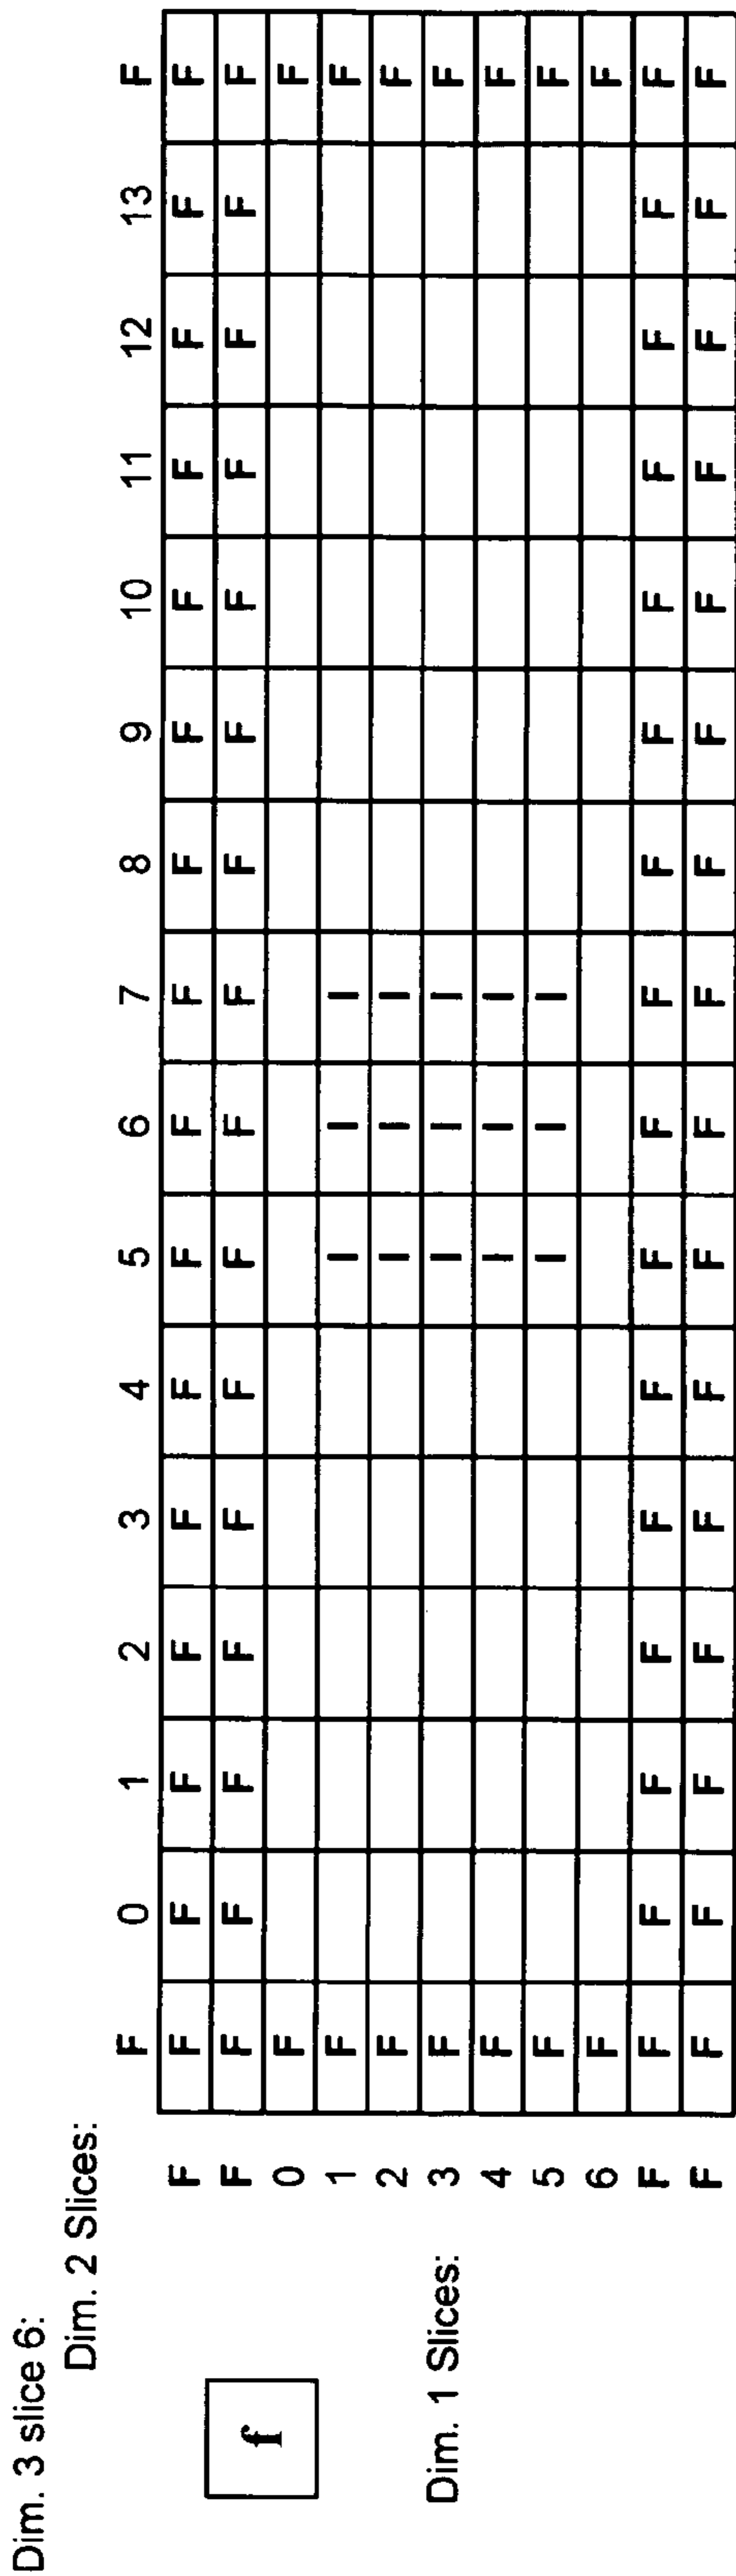 Dim. 3 slice 6:
Dim. 2 Slices:
F 0 1 2 3 4 5 6 7 8 9 10 11 12 13 F
f
Dim. 1 Slices:
F F F F F F F F F F F F F F F F F
F F F F F F F F F F F F F F F F F
0 F F
1 F I I I F
2 F I I I F
3 F I I I F
4 F I I I F
5 F I I I F
6 F F
F F F F F F F F F F F F F F F F F
F F F F F F F F F F F F F F F F F